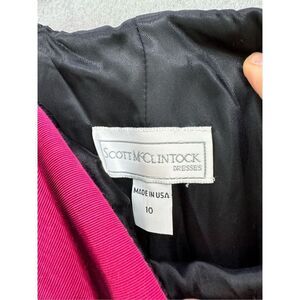 SCOTT MCCLINTOCK
DRESSES
MADE IN USA
10